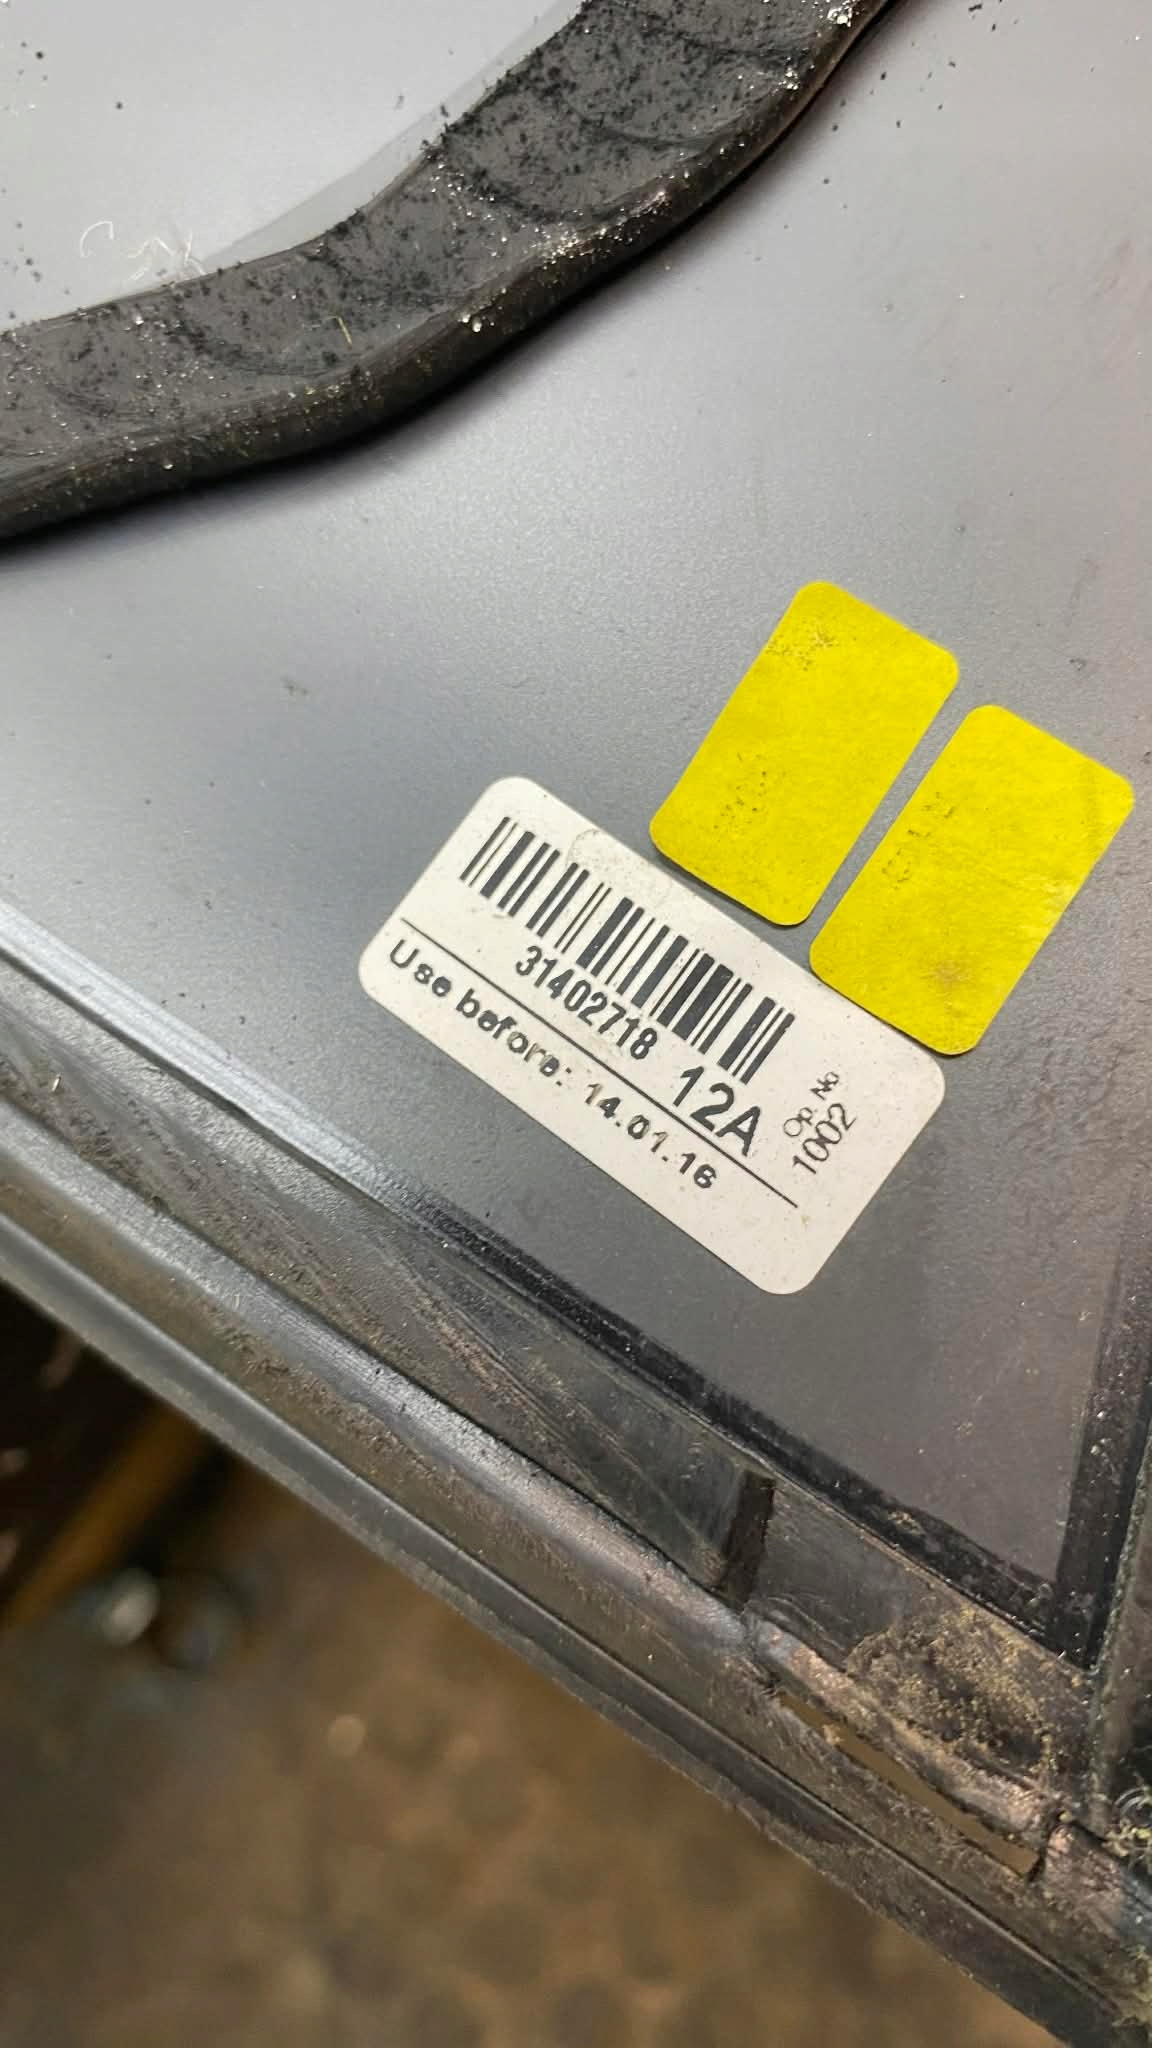 31402718 12A
Op. No
1002
Use before: 14.01.16